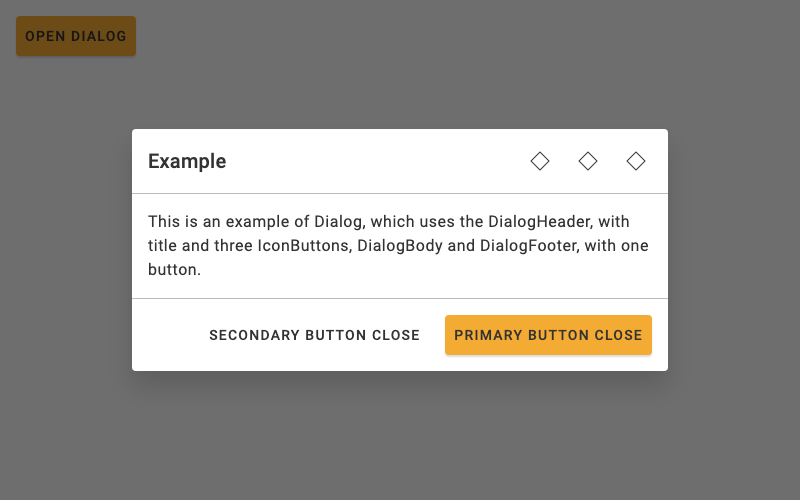 OPEN DIALOG
Example
This is an example of Dialog, which uses the DialogHeader, with
title and three IconButtons, DialogBody and DialogFooter, with one
button.
SECONDARY BUTTON CLOSE PRIMARY BUTTON CLOSE